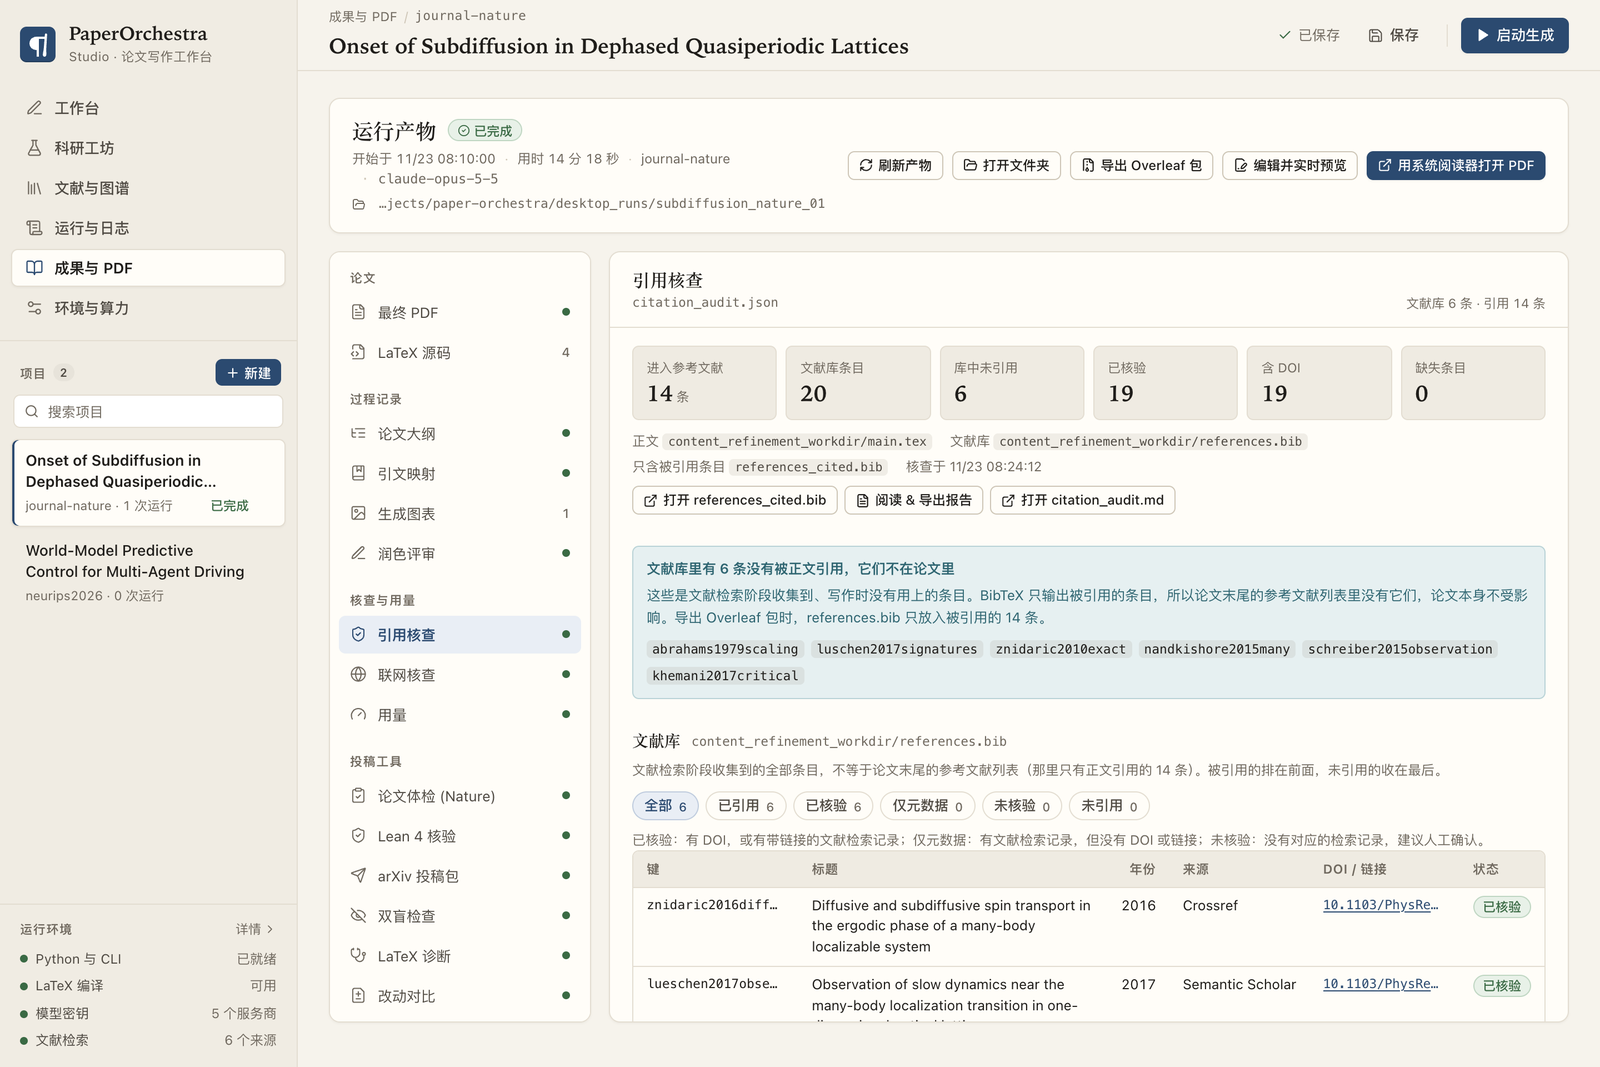 PaperOrchestra
Studio · 论文写作工作台
工作台
科研工坊
文献与图谱
运行与日志
成果与 PDF
环境与算力
项目 2
+ 新建
搜索项目
Onset of Subdiffusion in
Dephased Quasiperiodic...
journal-nature · 1 次运行 已完成
World-Model Predictive
Control for Multi-Agent Driving
neurips2026 · 0 次运行
运行环境 详情
Python 与 CLI 已就绪
LaTeX 编译 可用
模型密钥 5 个服务商
文献检索 6 个来源
成果与 PDF / journal-nature
Onset of Subdiffusion in Dephased Quasiperiodic Lattices
已保存 保存 启动生成
运行产物 已完成
开始于 11/23 08:10:00 · 用时 14 分 18 秒 · journal-nature
· claude-opus-5-5
…jects/paper-orchestra/desktop_runs/subdiffusion_nature_01
刷新产物 打开文件夹 导出 Overleaf 包 编辑并实时预览 用系统阅读器打开 PDF
论文
最终 PDF
LaTeX 源码 4
过程记录
论文大纲
引文映射
生成图表 1
润色评审
核查与用量
引用核查
联网核查
用量
投稿工具
论文体检 (Nature)
Lean 4 核验
arXiv 投稿包
双盲检查
LaTeX 诊断
改动对比
引用核查
citation_audit.json
文献库 6 条 · 引用 14 条
进入参考文献 文献库条目 库中未引用 已核验 含 DOI 缺失条目
14 条 20 6 19 19 0
正文 content_refinement_workdir/main.tex 文献库 content_refinement_workdir/references.bib
只含被引用条目 references_cited.bib 核查于 11/23 08:24:12
打开 references_cited.bib 阅读 & 导出报告 打开 citation_audit.md
文献库里有 6 条没有被正文引用，它们不在论文里
这些是文献检索阶段收集到、写作时没有用上的条目。BibTeX 只输出被引用的条目，所以论文末尾的参考文献列表里没有它们，论文本身不受影
响。导出 Overleaf 包时，references.bib 只放入被引用的 14 条。
abrahams1979scaling luschen2017signatures znidaric2010exact nandkishore2015many schreiber2015observation
khemani2017critical
文献库 content_refinement_workdir/references.bib
文献检索阶段收集到的全部条目，不等于论文末尾的参考文献列表（那里只有正文引用的 14 条）。被引用的排在前面，未引用的收在最后。
全部 6 已引用 6 已核验 6 仅元数据 0 未核验 0 未引用 0
已核验：有 DOI，或有带链接的文献检索记录；仅元数据：有文献检索记录，但没有 DOI 或链接；未核验：没有对应的检索记录，建议人工确认。
键 标题 年份 来源 DOI / 链接 状态
znidaric2016diff… Diffusive and subdiffusive spin transport in 2016 Crossref 10.1103/PhysRe… 已核验
the ergodic phase of a many-body
localizable system
lueschen2017obse… Observation of slow dynamics near the 2017 Semantic Scholar 10.1103/PhysRe… 已核验
many-body localization transition in one-